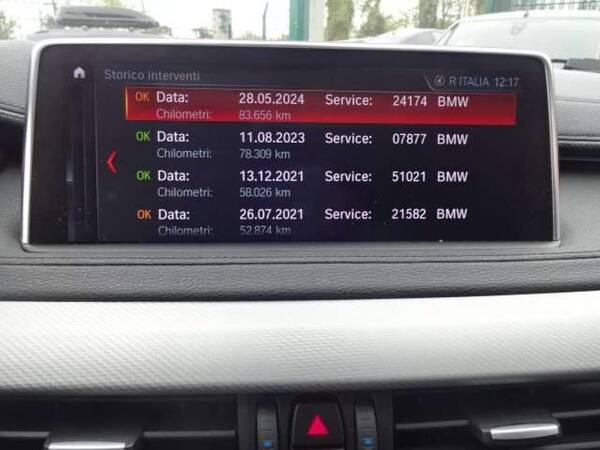 Storico interventi
R ITALIA 12:17
OK Data: 28.05.2024 Service: 24174 BMW
Chilometri: 83.656 km
OK Data: 11.08.2023 Service: 07877 BMW
Chilometri: 78.309 km
OK Data: 13.12.2021 Service: 51021 BMW
Chilometri: 58.026 km
OK Data: 26.07.2021 Service: 21582 BMW
Chilometri: 52.874 km